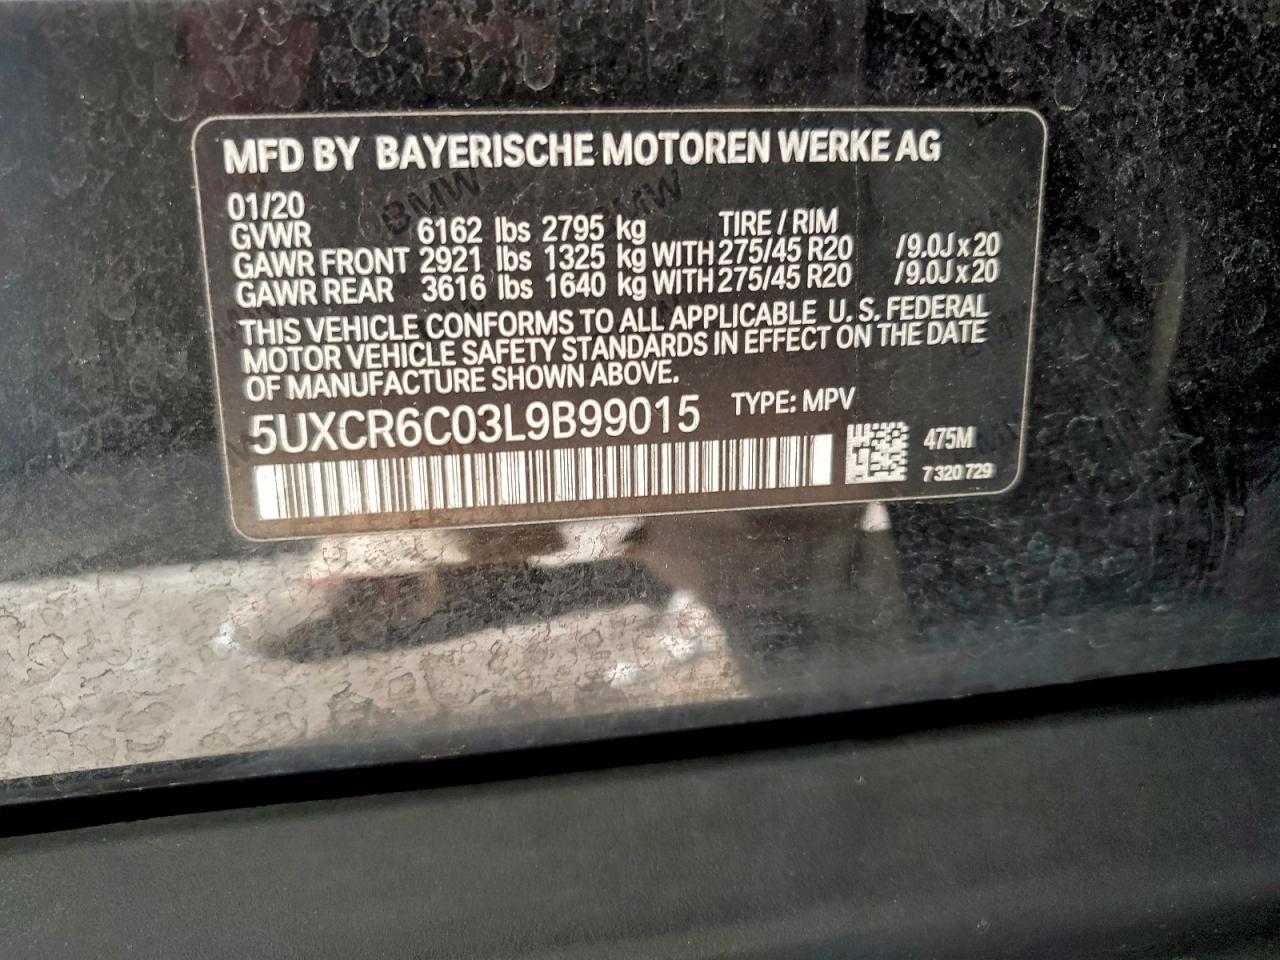 MFD BY BAYERISCHE MOTOREN WERKE AG
01/20
GVWR 6162 lbs 2795 kg TIRE / RIM
GAWR FRONT 2921 lbs 1325 kg WITH 275/45 R20 /9.0J x 20
GAWR REAR 3616 lbs 1640 kg WITH 275/45 R20 /9.0J x 20
THIS VEHICLE CONFORMS TO ALL APPLICABLE U.S. FEDERAL
MOTOR VEHICLE SAFETY STANDARDS IN EFFECT ON THE DATE
OF MANUFACTURE SHOWN ABOVE.
5UXCR6C03L9B99015 TYPE: MPV
475M
7 320 729
BMW
BMW